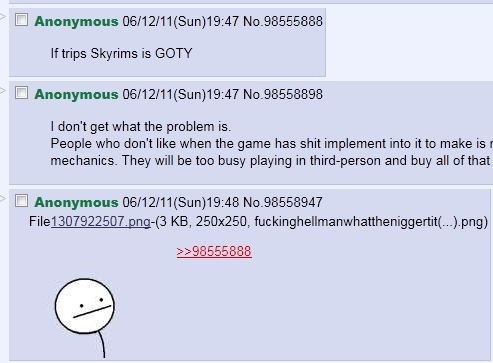 Anonymous 06/12/11(Sun)19:47 No.98555888
If trips Skyrims is GOTY
Anonymous 06/12/11(Sun)19:47 No.98558898
I don't get what the problem is.
People who don't like when the game has shit implement into it to make is
mechanics. They will be too busy playing in third-person and buy all of that
Anonymous 06/12/11(Sun)19:48 No.98558947
File1307922507.png-(3 KB, 250x250, fuckinghellmanwhattheniggertit(...).png)
>>98555888